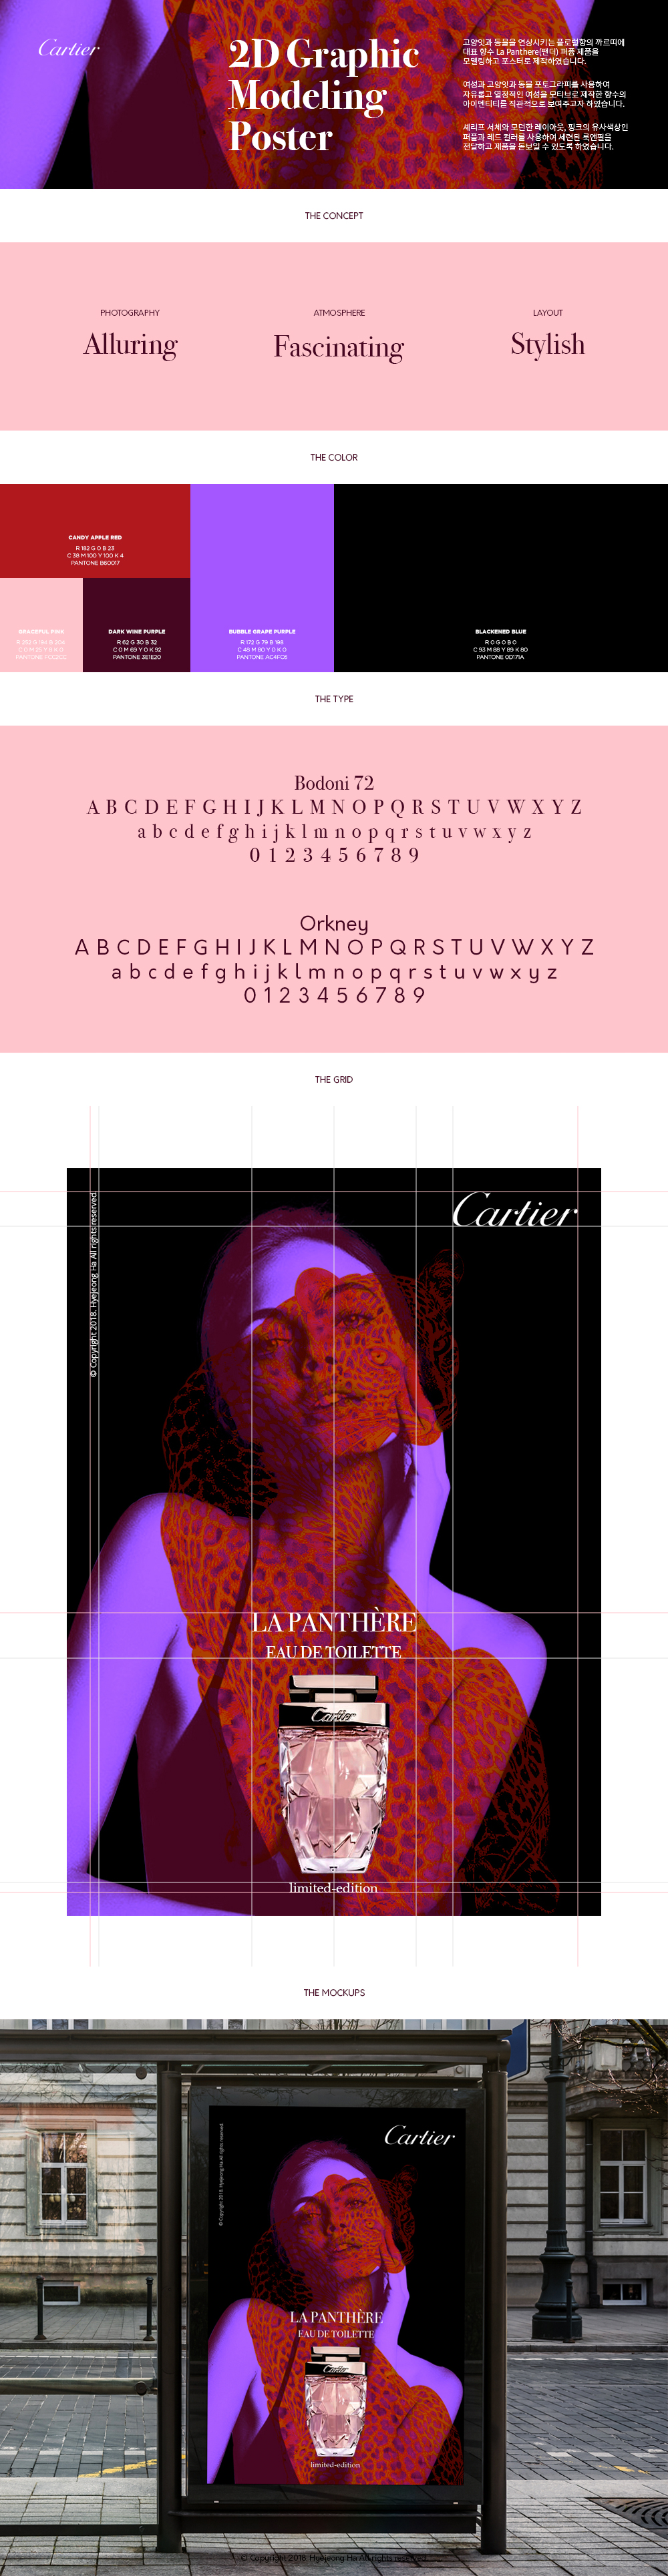 Cartier
2D Graphic
Modeling
Poster
고양잇과 동물을 연상시키는 플로럴향의 까르띠에
대표 향수 La Panthere(팬더) 퍼퓸 제품을
모델링하고 포스터로 제작하였습니다.
여성과 고양잇과 동물 포토그라피를 사용하여
자유롭고 열정적인 여성을 모티브로 제작한 향수의
아이덴티티를 직관적으로 보여주고자 하였습니다.
세리프 서체와 모던한 레이아웃, 핑크의 유사색상인
퍼플과 레드 컬러를 사용하여 세련된 룩앤필을
전달하고 제품을 돋보일 수 있도록 하였습니다.
THE CONCEPT
PHOTOGRAPHY
Alluring
ATMOSPHERE
Fascinating
LAYOUT
Stylish
THE COLOR
CANDY APPLE RED
R 182 G 0 B 23
C 38 M 100 Y 100 K 4
PANTONE B60017
GRACEFUL PINK
DARK WINE PURPLE
R 62 G 30 B 32
C 0 M 69 Y 0 K 92
PANTONE 3E1E20
BUBBLE GRAPE PURPLE
R 172 G 79 B 198
C 48 M 80 Y 0 K 0
PANTONE AC4FC6
BLACKENED BLUE
R 0 G 0 B 0
C 93 M 88 Y 89 K 80
PANTONE 0D171A
THE TYPE
Bodoni 72
A B C D E F G H I J K L M N O P Q R S T U V W X Y Z
a b c d e f g h i j k l m n o p q r s t u v w x y z
0 1 2 3 4 5 6 7 8 9
Orkney
A B C D E F G H I J K L M N O P Q R S T U V W X Y Z
a b c d e f g h i j k l m n o p q r s t u v w x y z
0 1 2 3 4 5 6 7 8 9
THE GRID
© Copyright 2018. Hyejeong Ha All rights reserved.
Cartier
LA PANTHÈRE
EAU DE TOILETTE
Cartier
limited-edition
THE MOCKUPS
© Copyright 2018. Hyejeong Ha All rights reserved.
Cartier
LA PANTHÈRE
EAU DE TOILETTE
Cartier
limited-edition
© Copyright 2018. Hyejeong Ha All rights reserved.